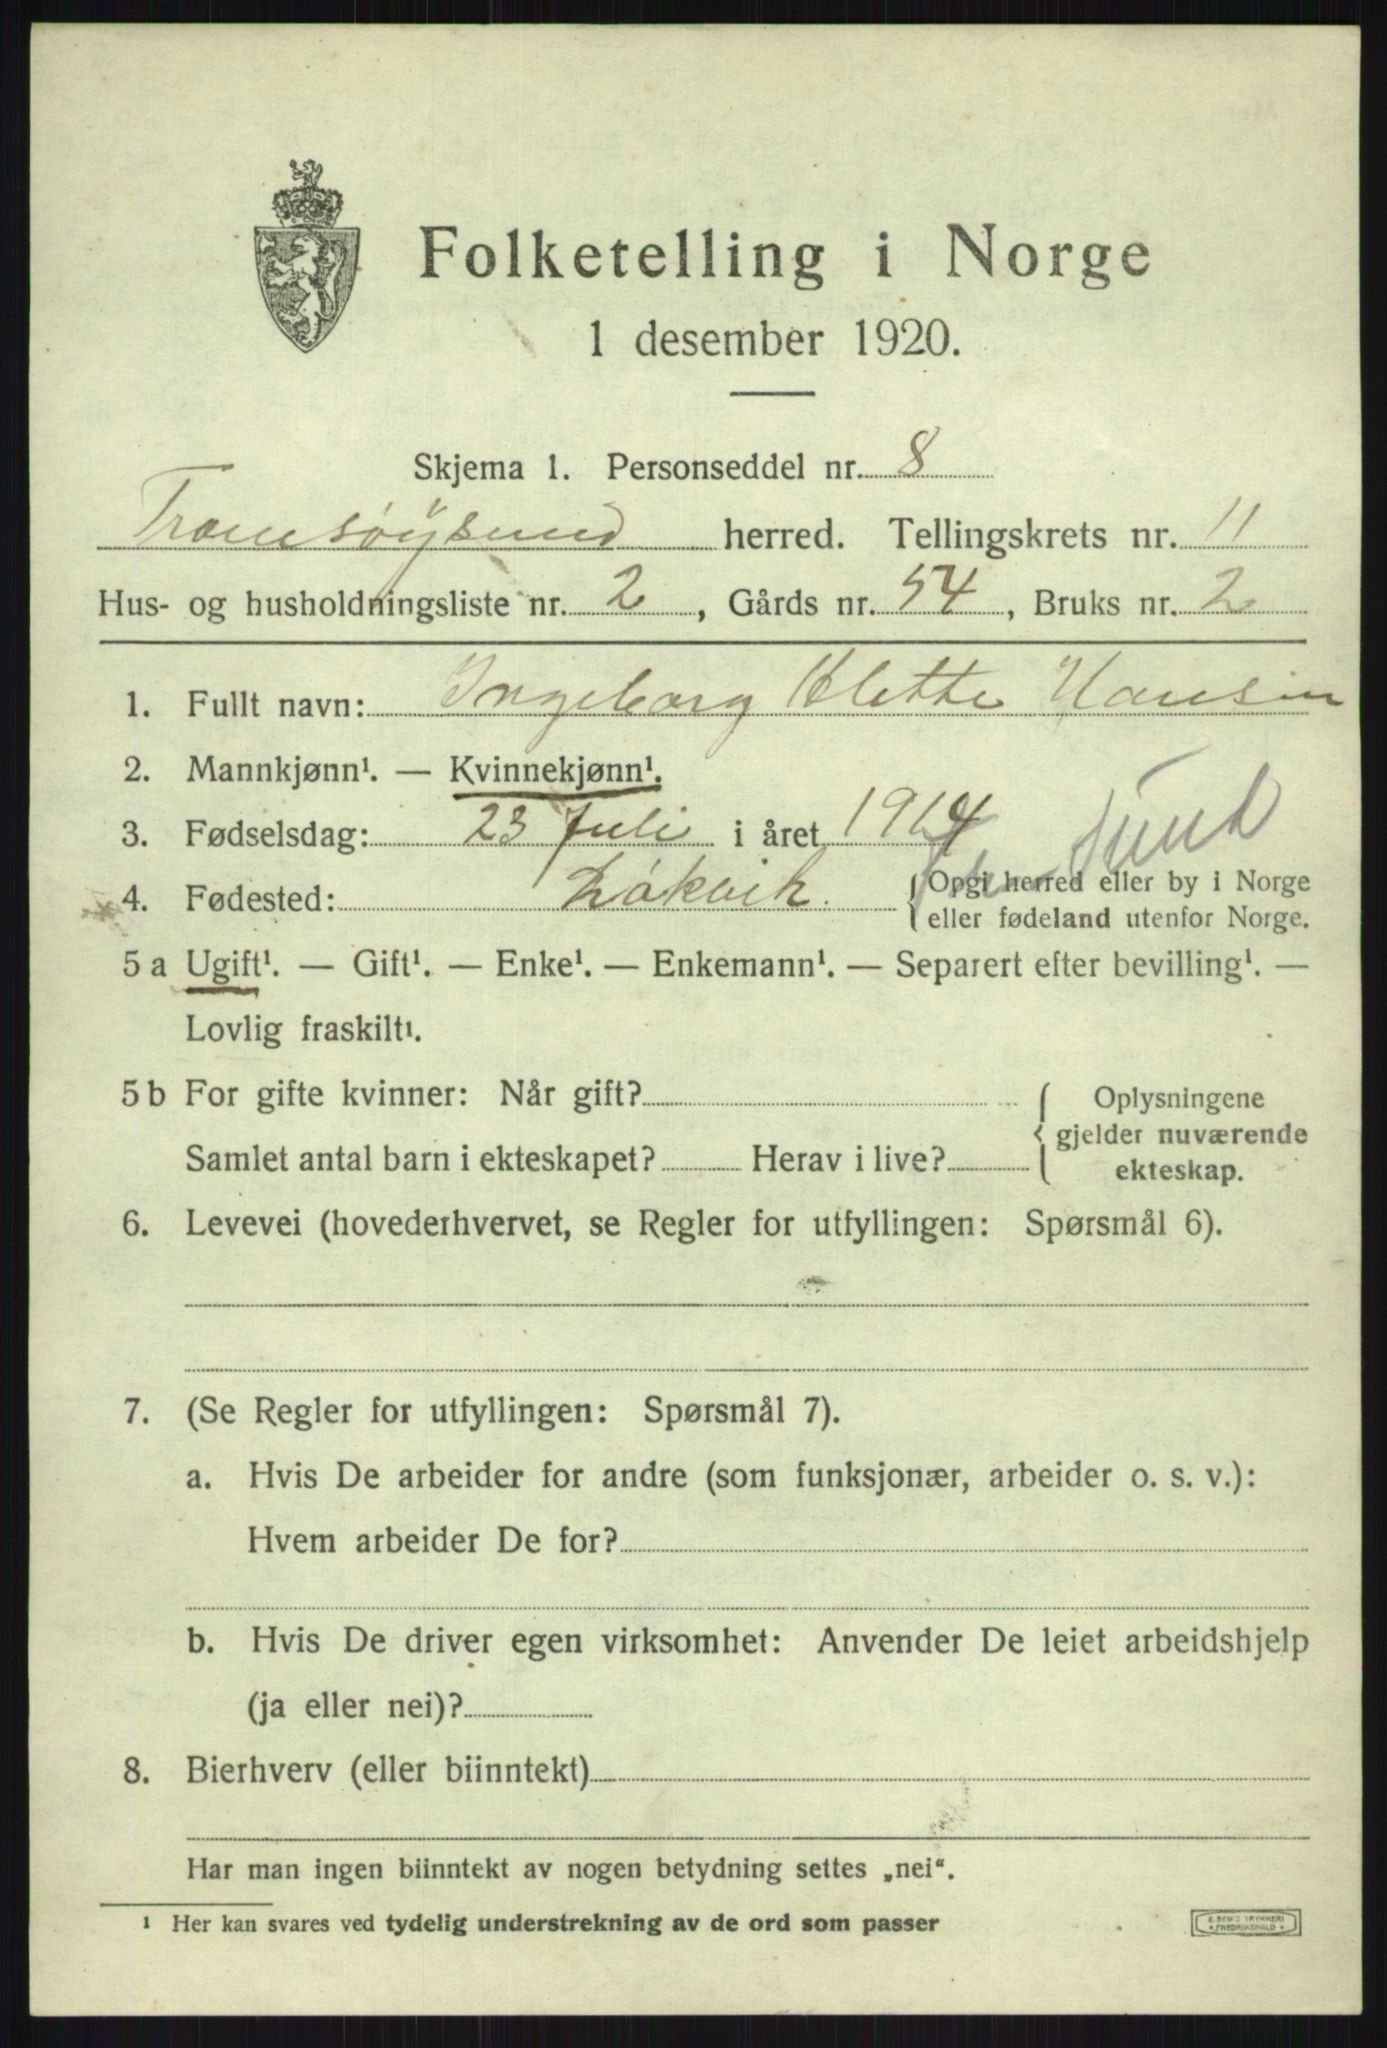 Folketelling i Norge
1 desember 1920.
Skjema 1. Personseddel nr. 8
Tromsøysund herred. Tellingskrets nr. 11
Hus- og husholdningsliste nr. 2, Gårds nr. 54, Bruks nr. 2
1. Fullt navn: Ingeborg Klette Hansen
2. Mannkjønn¹. — Kvinnekjønn¹.
3. Fødselsdag: 23 Juli i året 1914
4. Fødested: Løkvik. { Opgi herred eller by i Norge
eller fødeland utenfor Norge.
sund
5 a Ugift¹. — Gift¹. — Enke¹. — Enkemann¹. — Separert efter bevilling¹. —
Lovlig fraskilt¹.
5 b For gifte kvinner: Når gift? { Oplysningene
gjelder nuværende
Samlet antal barn i ekteskapet? Herav i live? ekteskap.
6. Levevei (hovederhvervet, se Regler for utfyllingen: Spørsmål 6).
7. (Se Regler for utfyllingen: Spørsmål 7).
a. Hvis De arbeider for andre (som funksjonær, arbeider o. s. v.):
Hvem arbeider De for?
b. Hvis De driver egen virksomhet: Anvender De leiet arbeidshjelp
(ja eller nei)?
8. Bierhverv (eller biinntekt)
Har man ingen biinntekt av nogen betydning settes „nei“.
¹ Her kan svares ved tydelig understrekning av de ord som passer
E. SEM'S TRYKKERI
FREDRIKSHALD